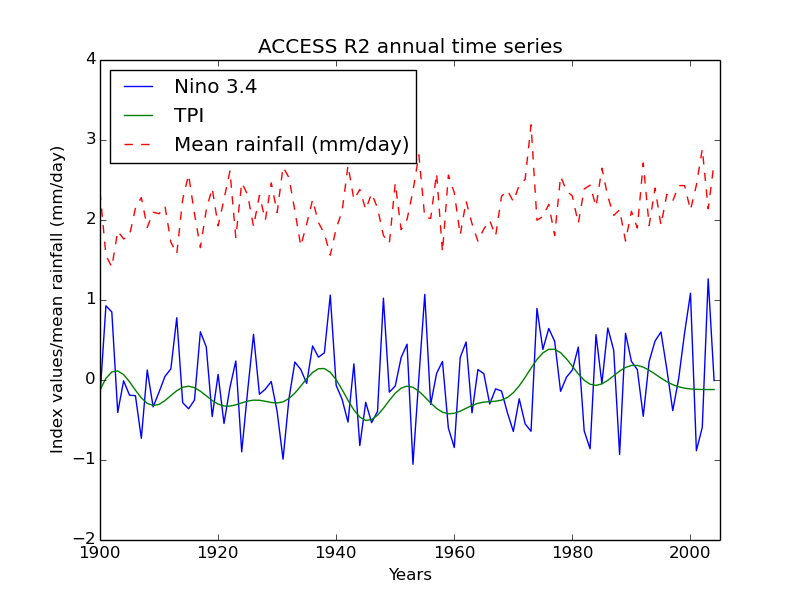 ACCESS R2 annual time series
4
3
2
1
0
−1
−2
Index values/mean rainfall (mm/day)
Nino 3.4
TPI
Mean rainfall (mm/day)
1900 1920 1940 1960 1980 2000
Years